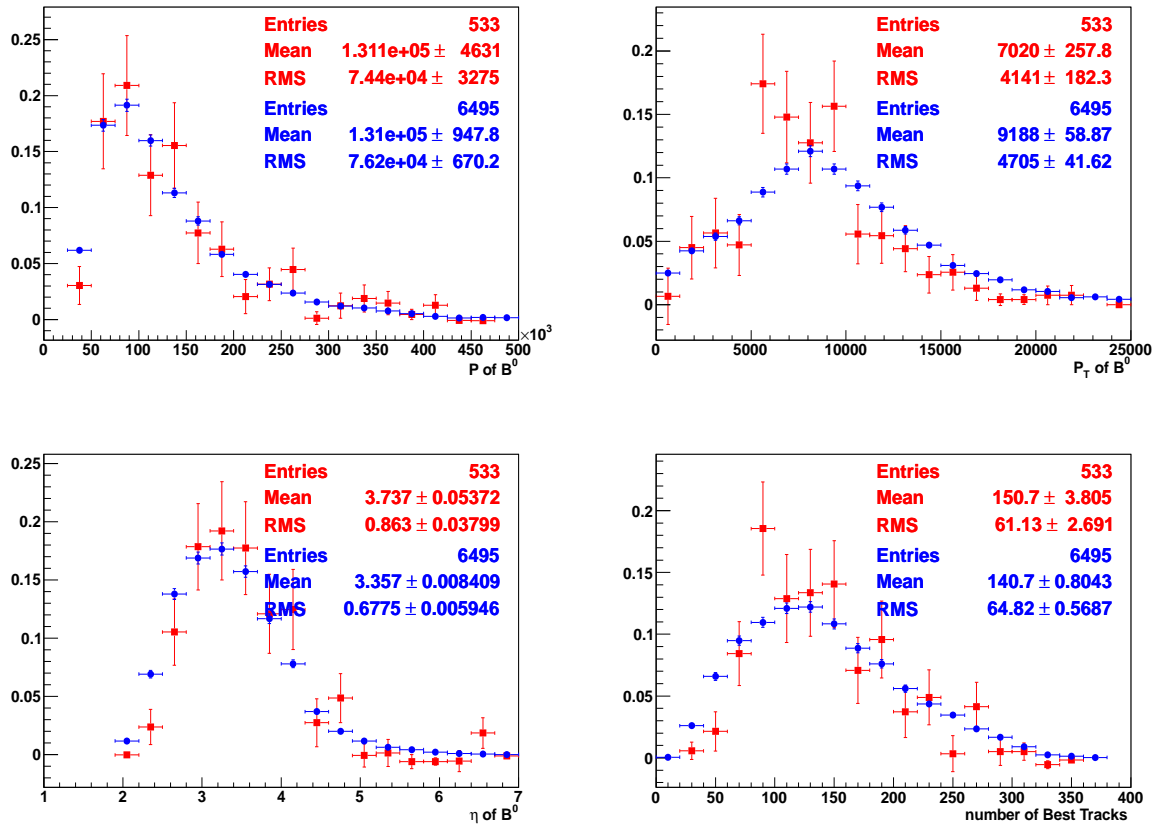 0.25
0.2
0.15
0.1
0.05
0
Entries 533
Mean 1.311e+05 ± 4631
RMS 7.44e+04 ± 3275
Entries 6495
Mean 1.31e+05 ± 947.8
RMS 7.62e+04 ± 670.2
0 50 100 150 200 250 300 350 400 450 500
×10³
P of B⁰
0.2
0.15
0.1
0.05
0
Entries 533
Mean 7020 ± 257.8
RMS 4141 ± 182.3
Entries 6495
Mean 9188 ± 58.87
RMS 4705 ± 41.62
0 5000 10000 15000 20000 25000
P_T of B⁰
0.25
0.2
0.15
0.1
0.05
0
Entries 533
Mean 3.737 ± 0.05372
RMS 0.863 ± 0.03799
Entries 6495
Mean 3.357 ± 0.008409
RMS 0.6775 ± 0.005946
1 2 3 4 5 6 7
η of B⁰
0.2
0.15
0.1
0.05
0
Entries 533
Mean 150.7 ± 3.805
RMS 61.13 ± 2.691
Entries 6495
Mean 140.7 ± 0.8043
RMS 64.82 ± 0.5687
0 50 100 150 200 250 300 350 400
number of Best Tracks